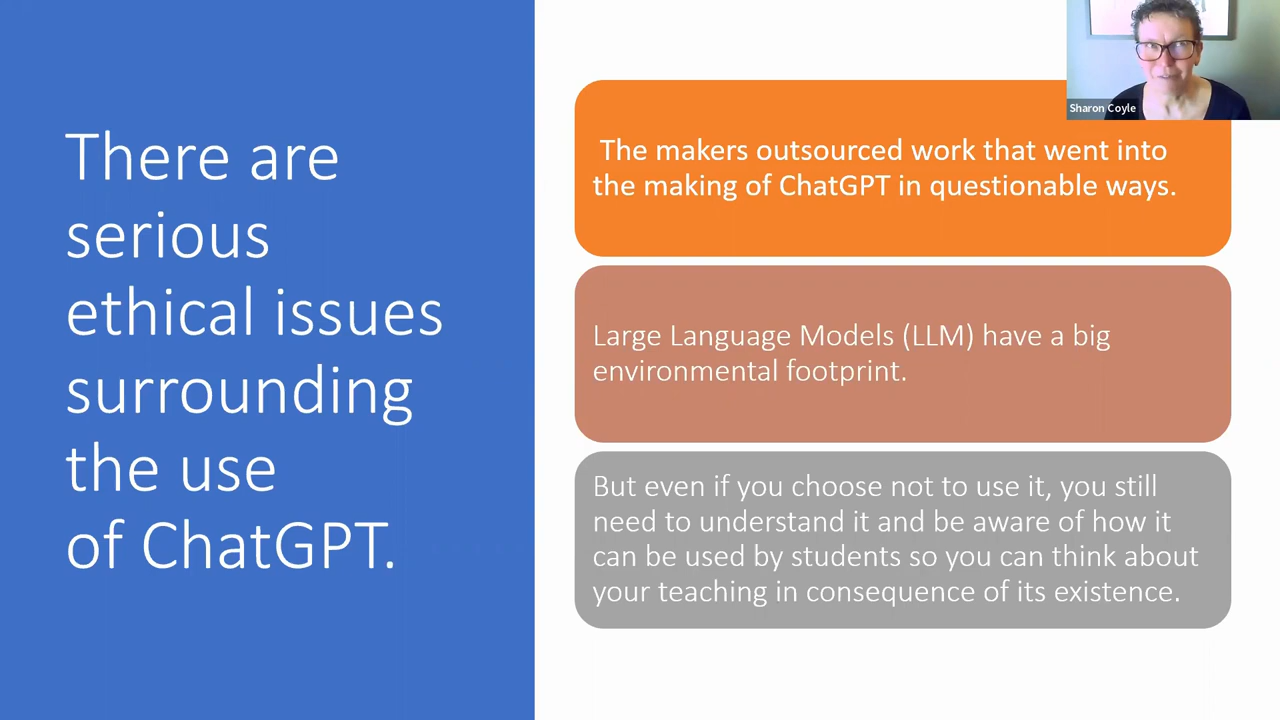 There are
serious
ethical issues
surrounding
the use
of ChatGPT.
Sharon Coyle
The makers outsourced work that went into
the making of ChatGPT in questionable ways.
Large Language Models (LLM) have a big
environmental footprint.
But even if you choose not to use it, you still
need to understand it and be aware of how it
can be used by students so you can think about
your teaching in consequence of its existence.